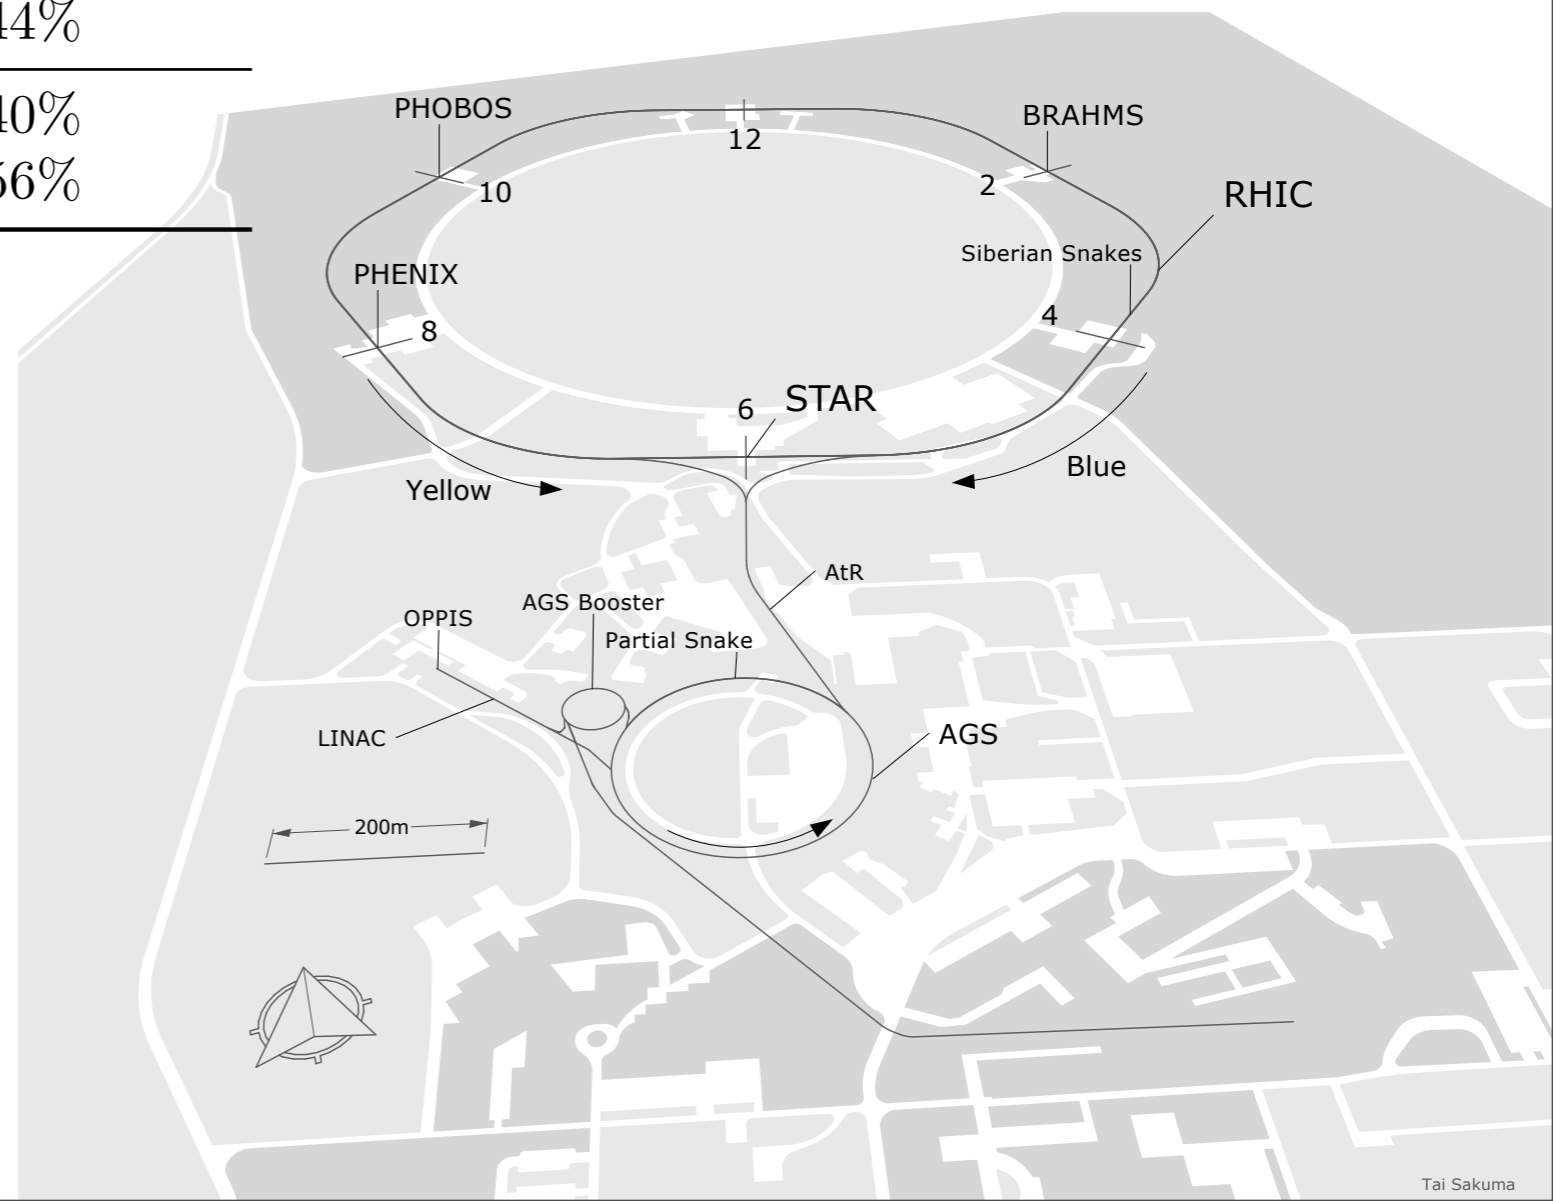 44%
40%
56%
PHOBOS
BRAHMS
12
10
2
RHIC
Siberian Snakes
PHENIX
8
4
6
STAR
Yellow
Blue
AtR
OPPIS
AGS Booster
Partial Snake
LINAC
AGS
200m
Tai Sakuma